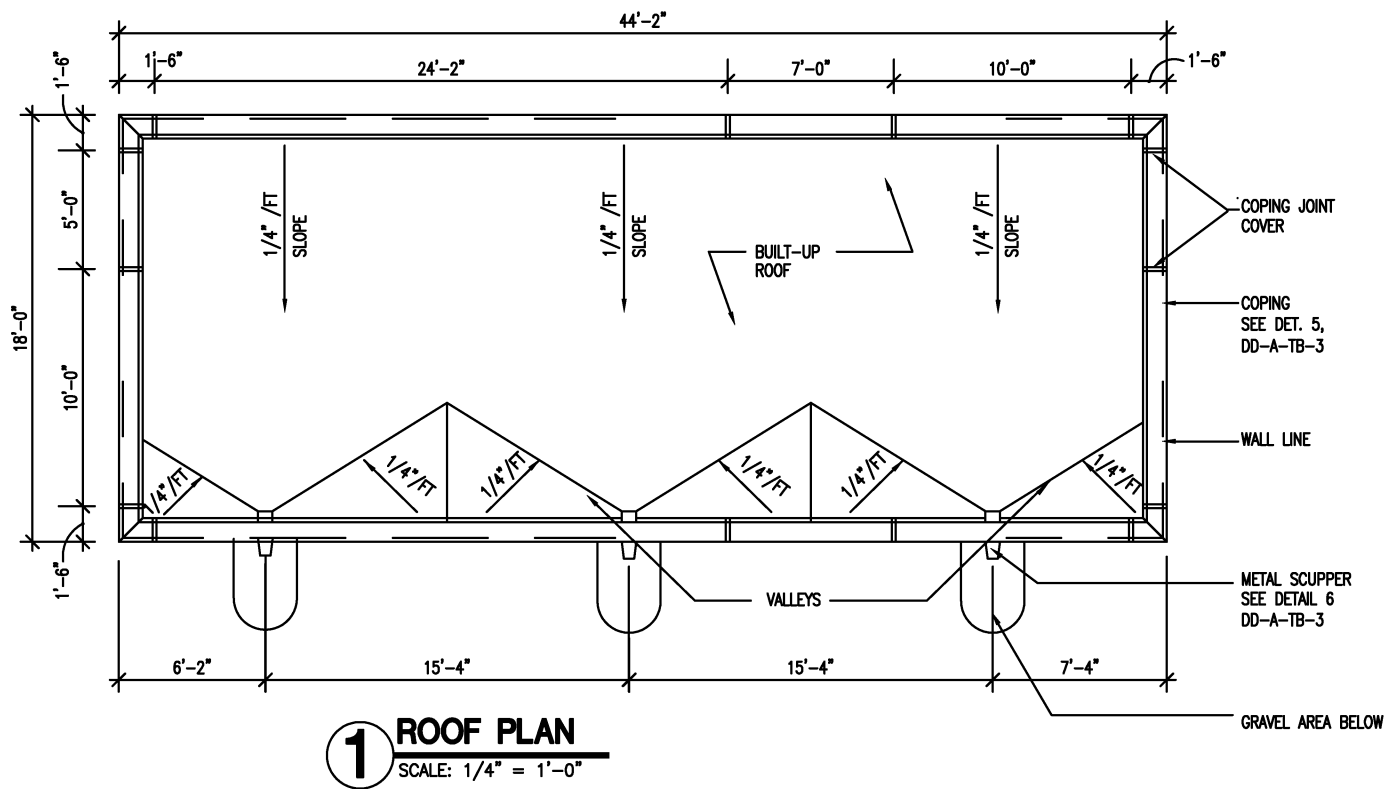 44'-2"
1'-6"
24'-2"
7'-0"
10'-0"
1'-6"
1'-6"
5'-0"
18'-0"
10'-0"
1'-6"
1/4" /FT
SLOPE
1/4" /FT
SLOPE
1/4" /FT
SLOPE
BUILT-UP
ROOF
COPING JOINT
COVER
COPING
SEE DET. 5,
DD-A-TB-3
WALL LINE
1/4" /FT
1/4" /FT
1/4" /FT
1/4" /FT
1/4" /FT
1/4" /FT
VALLEYS
METAL SCUPPER
SEE DETAIL 6
DD-A-TB-3
6'-2"
15'-4"
15'-4"
7'-4"
GRAVEL AREA BELOW
1 ROOF PLAN
SCALE: 1/4" = 1'-0"